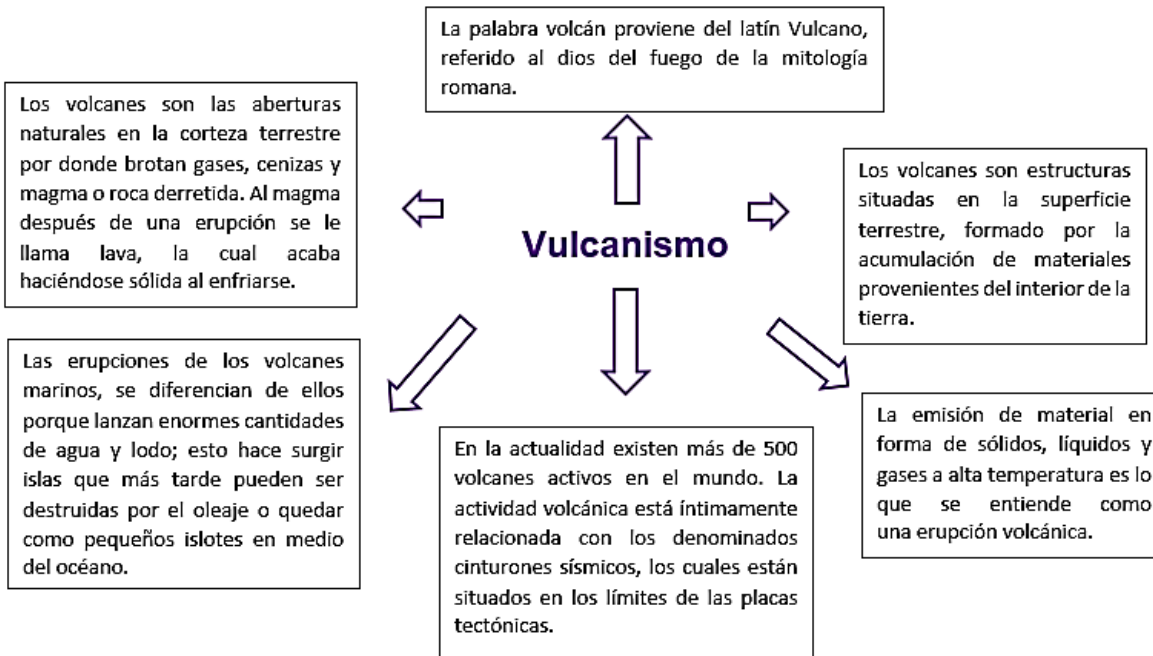 La palabra volcán proviene del latín Vulcano,
referido al dios del fuego de la mitología
romana.
Los volcanes son las aberturas
naturales en la corteza terrestre
por donde brotan gases, cenizas y
magma o roca derretida. Al magma
después de una erupción se le
llama lava, la cual acaba
haciéndose sólida al enfriarse.
Vulcanismo
Los volcanes son estructuras
situadas en la superficie
terrestre, formado por la
acumulación de materiales
provenientes del interior de la
tierra.
Las erupciones de los volcanes
marinos, se diferencian de ellos
porque lanzan enormes cantidades
de agua y lodo; esto hace surgir
islas que más tarde pueden ser
destruidas por el oleaje o quedar
como pequeños islotes en medio
del océano.
En la actualidad existen más de 500
volcanes activos en el mundo. La
actividad volcánica está íntimamente
relacionada con los denominados
cinturones sísmicos, los cuales están
situados en los límites de las placas
tectónicas.
La emisión de material en
forma de sólidos, líquidos y
gases a alta temperatura es lo
que se entiende como
una erupción volcánica.